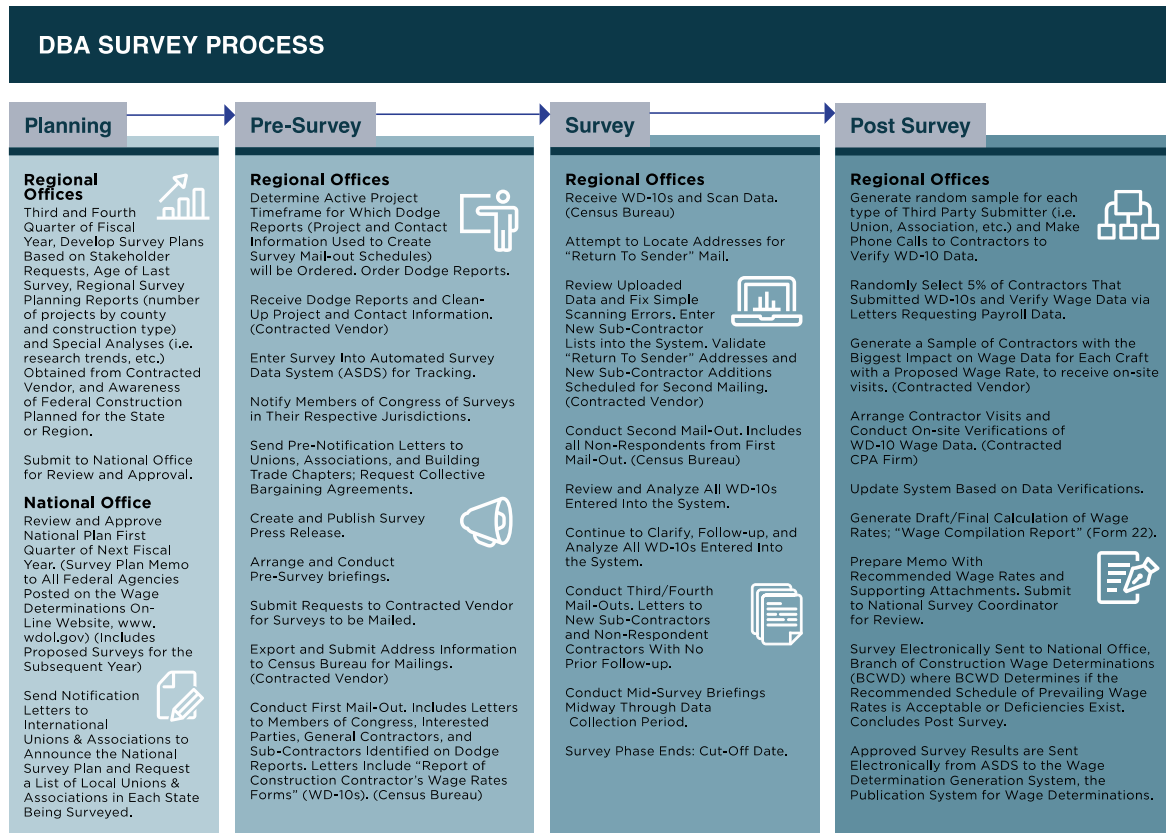 DBA SURVEY PROCESS
Planning
Regional
Offices
Third and Fourth
Quarter of Fiscal
Year, Develop Survey Plans
Based on Stakeholder
Requests, Age of Last
Survey, Regional Survey
Planning Reports (number
of projects by county
and construction type)
and Special Analyses (i.e.
research trends, etc.)
Obtained from Contracted
Vendor, and Awareness
of Federal Construction
Planned for the State
or Region.
Submit to National Office
for Review and Approval.
National Office
Review and Approve
National Plan First
Quarter of Next Fiscal
Year. (Survey Plan Memo
to All Federal Agencies
Posted on the Wage
Determinations On-
Line Website, www.
wdol.gov) (Includes
Proposed Surveys for the
Subsequent Year)
Send Notification
Letters to
International
Unions & Associations to
Announce the National
Survey Plan and Request
a List of Local Unions &
Associations in Each State
Being Surveyed.
Pre-Survey
Regional Offices
Determine Active Project
Timeframe for Which Dodge
Reports (Project and Contact
Information Used to Create
Survey Mail-out Schedules)
will be Ordered. Order Dodge Reports.
Receive Dodge Reports and Clean-
Up Project and Contact Information.
(Contracted Vendor)
Enter Survey Into Automated Survey
Data System (ASDS) for Tracking.
Notify Members of Congress of Surveys
in Their Respective Jurisdictions.
Send Pre-Notification Letters to
Unions, Associations, and Building
Trade Chapters; Request Collective
Bargaining Agreements.
Create and Publish Survey
Press Release.
Arrange and Conduct
Pre-Survey briefings.
Submit Requests to Contracted Vendor
for Surveys to be Mailed.
Export and Submit Address Information
to Census Bureau for Mailings.
(Contracted Vendor)
Conduct First Mail-Out. Includes Letters
to Members of Congress, Interested
Parties, General Contractors, and
Sub-Contractors Identified on Dodge
Reports. Letters Include “Report of
Construction Contractor’s Wage Rates
Forms” (WD-10s). (Census Bureau)
Survey
Regional Offices
Receive WD-10s and Scan Data.
(Census Bureau)
Attempt to Locate Addresses for
“Return To Sender” Mail.
Review Uploaded
Data and Fix Simple
Scanning Errors. Enter
New Sub-Contractor
Lists into the System. Validate
“Return To Sender” Addresses and
New Sub-Contractor Additions
Scheduled for Second Mailing.
(Contracted Vendor)
Conduct Second Mail-Out. Includes
all Non-Respondents from First
Mail-Out. (Census Bureau)
Review and Analyze All WD-10s
Entered Into the System.
Continue to Clarify, Follow-up, and
Analyze All WD-10s Entered Into
the System.
Conduct Third/Fourth
Mail-Outs. Letters to
New Sub-Contractors
and Non-Respondent
Contractors With No
Prior Follow-up.
Conduct Mid-Survey Briefings
Midway Through Data
Collection Period.
Survey Phase Ends: Cut-Off Date.
Post Survey
Regional Offices
Generate random sample for each
type of Third Party Submitter (i.e.
Union, Association, etc.) and Make
Phone Calls to Contractors to
Verify WD-10 Data.
Randomly Select 5% of Contractors That
Submitted WD-10s and Verify Wage Data via
Letters Requesting Payroll Data.
Generate a Sample of Contractors with the
Biggest Impact on Wage Data for Each Craft
with a Proposed Wage Rate, to receive on-site
visits. (Contracted Vendor)
Arrange Contractor Visits and
Conduct On-site Verifications of
WD-10 Wage Data. (Contracted
CPA Firm)
Update System Based on Data Verifications.
Generate Draft/Final Calculation of Wage
Rates; “Wage Compilation Report” (Form 22).
Prepare Memo With
Recommended Wage Rates and
Supporting Attachments. Submit
to National Survey Coordinator
for Review.
Survey Electronically Sent to National Office,
Branch of Construction Wage Determinations
(BCWD) where BCWD Determines if the
Recommended Schedule of Prevailing Wage
Rates is Acceptable or Deficiencies Exist.
Concludes Post Survey.
Approved Survey Results are Sent
Electronically from ASDS to the Wage
Determination Generation System, the
Publication System for Wage Determinations.